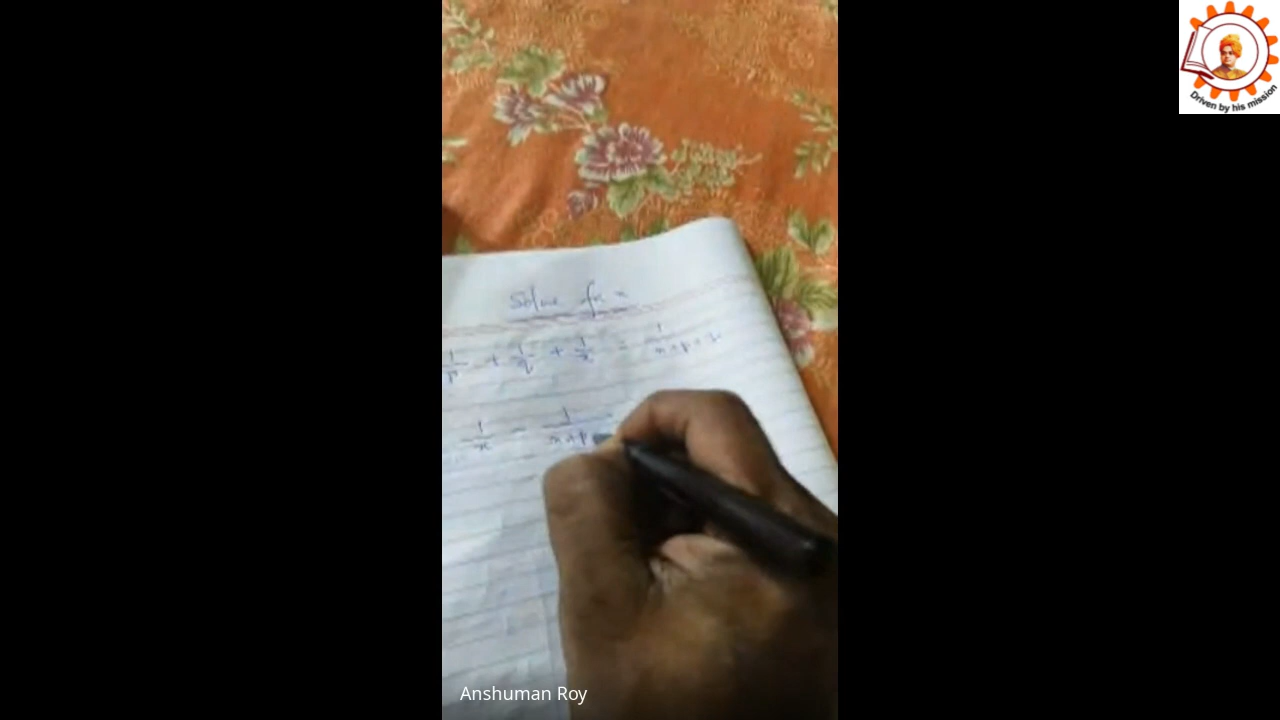 Driven by his mission
Solve for x
1/p + 1/q + 1/x = 1/(x+p+q)
1/x - 1/(x+p
Anshuman Roy